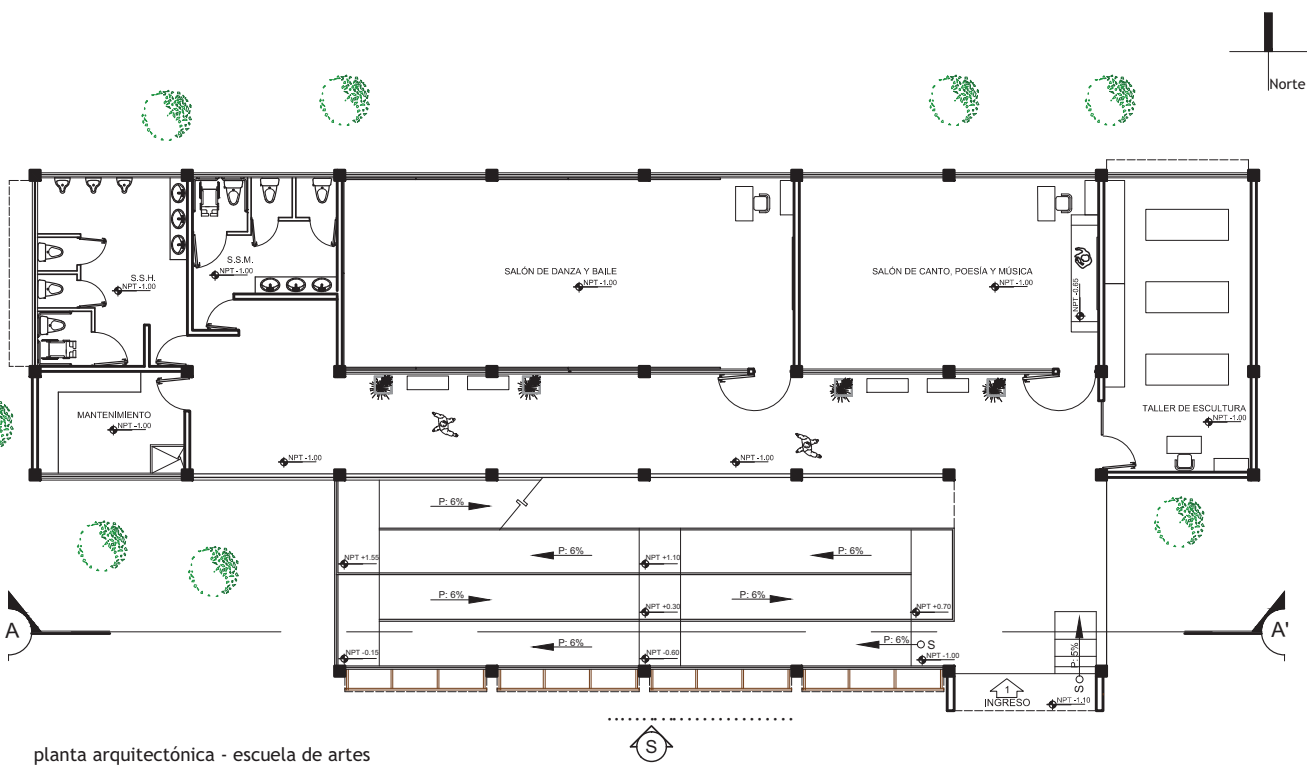 Norte
S.S.H.
NPT -1.00
S.S.M.
NPT -1.00
SALÓN DE DANZA Y BAILE
NPT -1.00
SALÓN DE CANTO, POESÍA Y MÚSICA
NPT -1.00
NPT -0.65
MANTENIMIENTO
NPT -1.00
TALLER DE ESCULTURA
NPT -1.00
NPT -1.00
NPT -1.00
P: 6%
NPT +1.55
P: 6%
NPT +1.10
P: 6%
P: 6%
NPT +0.30
P: 6%
NPT +0.70
NPT -0.15
P: 6%
NPT -0.60
P: 6%
S
NPT -1.00
P: 5%
S
A
A'
1
INGRESO
NPT -1.10
S
planta arquitectónica - escuela de artes